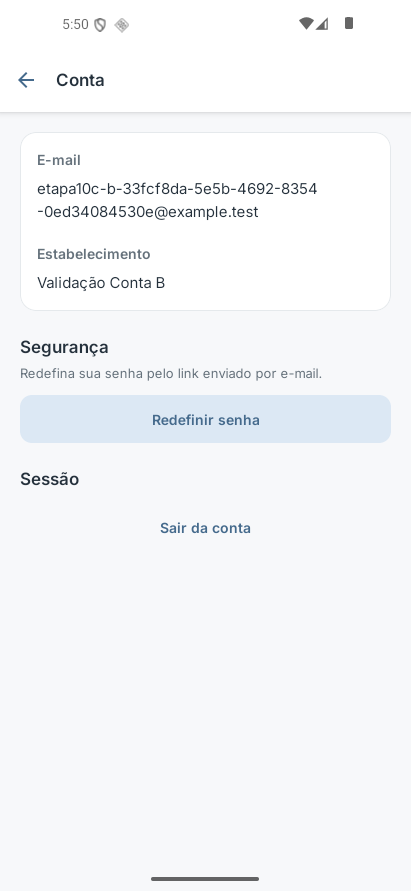 5:50
Conta
E-mail
etapa10c-b-33fcf8da-5e5b-4692-8354
-0ed34084530e@example.test
Estabelecimento
Validação Conta B
Segurança
Redefina sua senha pelo link enviado por e-mail.
Redefinir senha
Sessão
Sair da conta